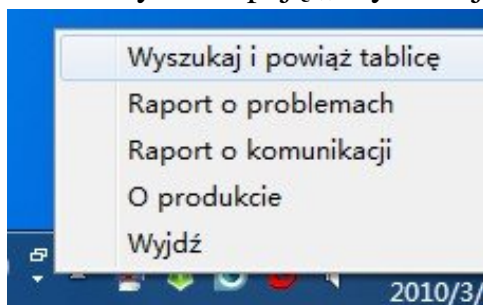 Wyszukaj i powiąż tablicę
Raport o problemach
Raport o komunikacji
O produkcie
Wyjdź
2010/3/